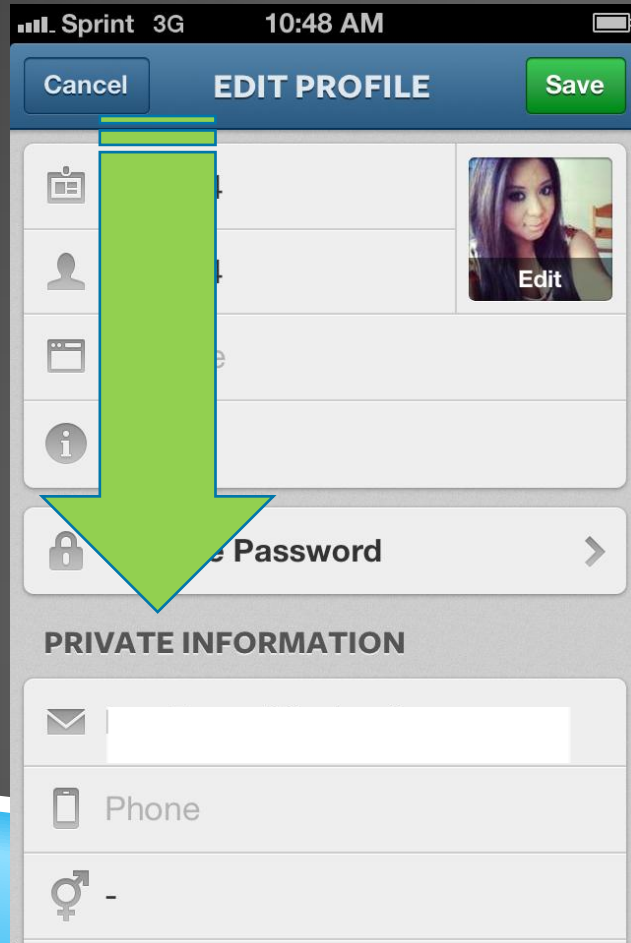 Sprint 3G 10:48 AM
Cancel EDIT PROFILE Save
Edit
Password
PRIVATE INFORMATION
Phone
-